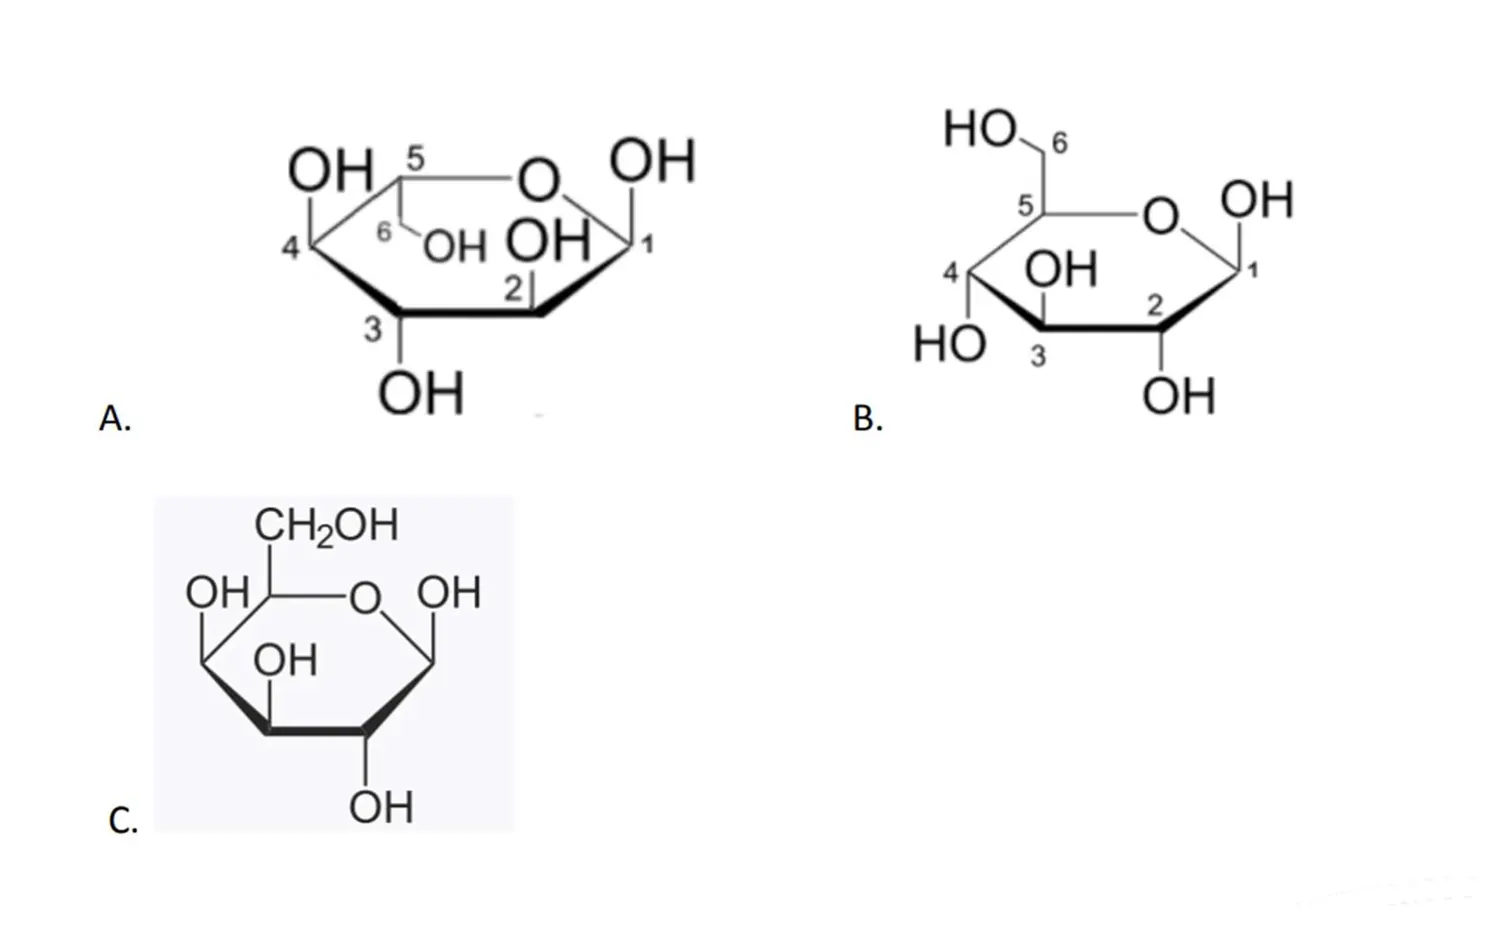 OH 5 O OH
4 6 OH OH 1
2
3
OH
A.
HO 6
5 O OH
4 OH 1
2
HO 3
OH
B.
CH2OH
OH O OH
OH
OH
C.